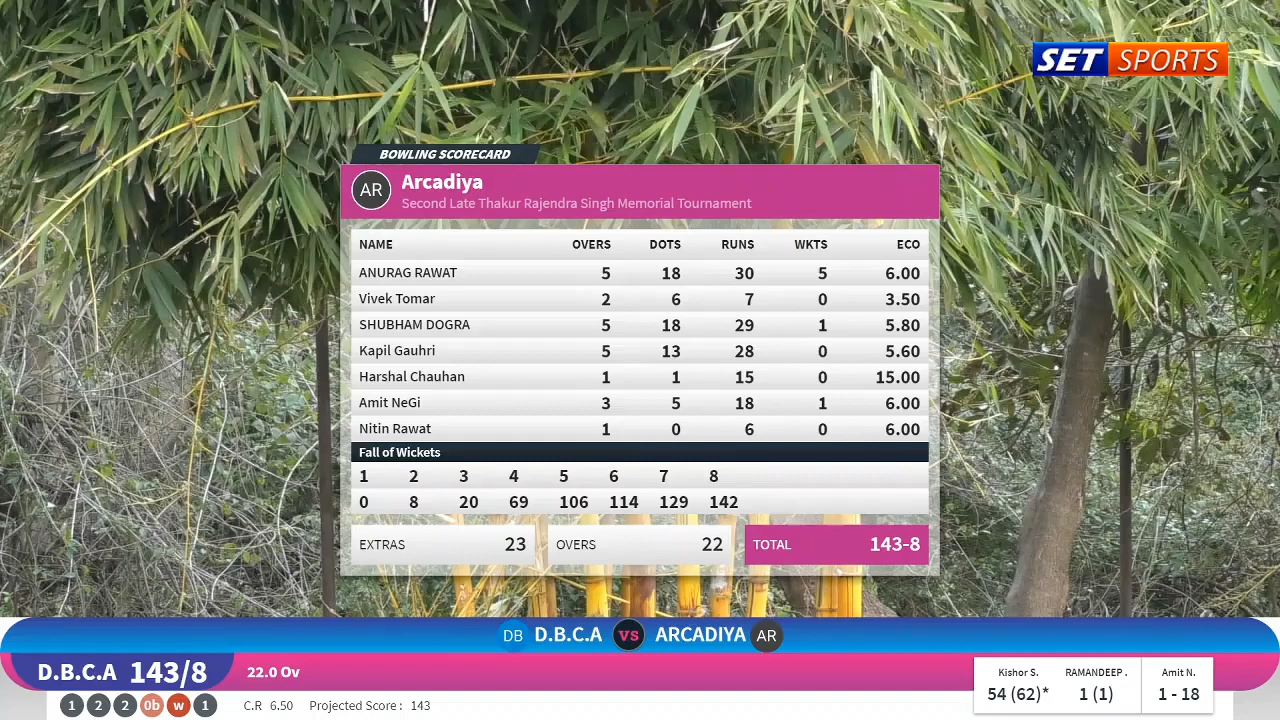 SET SPORTS
BOWLING SCORECARD
AR
Arcadiya
Second Late Thakur Rajendra Singh Memorial Tournament
NAME OVERS DOTS RUNS WKTS ECO
ANURAG RAWAT 5 18 30 5 6.00
Vivek Tomar 2 6 7 0 3.50
SHUBHAM DOGRA 5 18 29 1 5.80
Kapil Gauhri 5 13 28 0 5.60
Harshal Chauhan 1 1 15 0 15.00
Amit NeGi 3 5 18 1 6.00
Nitin Rawat 1 0 6 0 6.00
Fall of Wickets
1 2 3 4 5 6 7 8
0 8 20 69 106 114 129 142
EXTRAS 23 OVERS 22 TOTAL 143-8
DB D.B.C.A VS ARCADIYA AR
D.B.C.A 143/8 22.0 Ov
Kishor S. RAMANDEEP . Amit N.
54 (62)* 1 (1) 1 - 18
1 2 2 0b w 1 C.R 6.50 Projected Score : 143